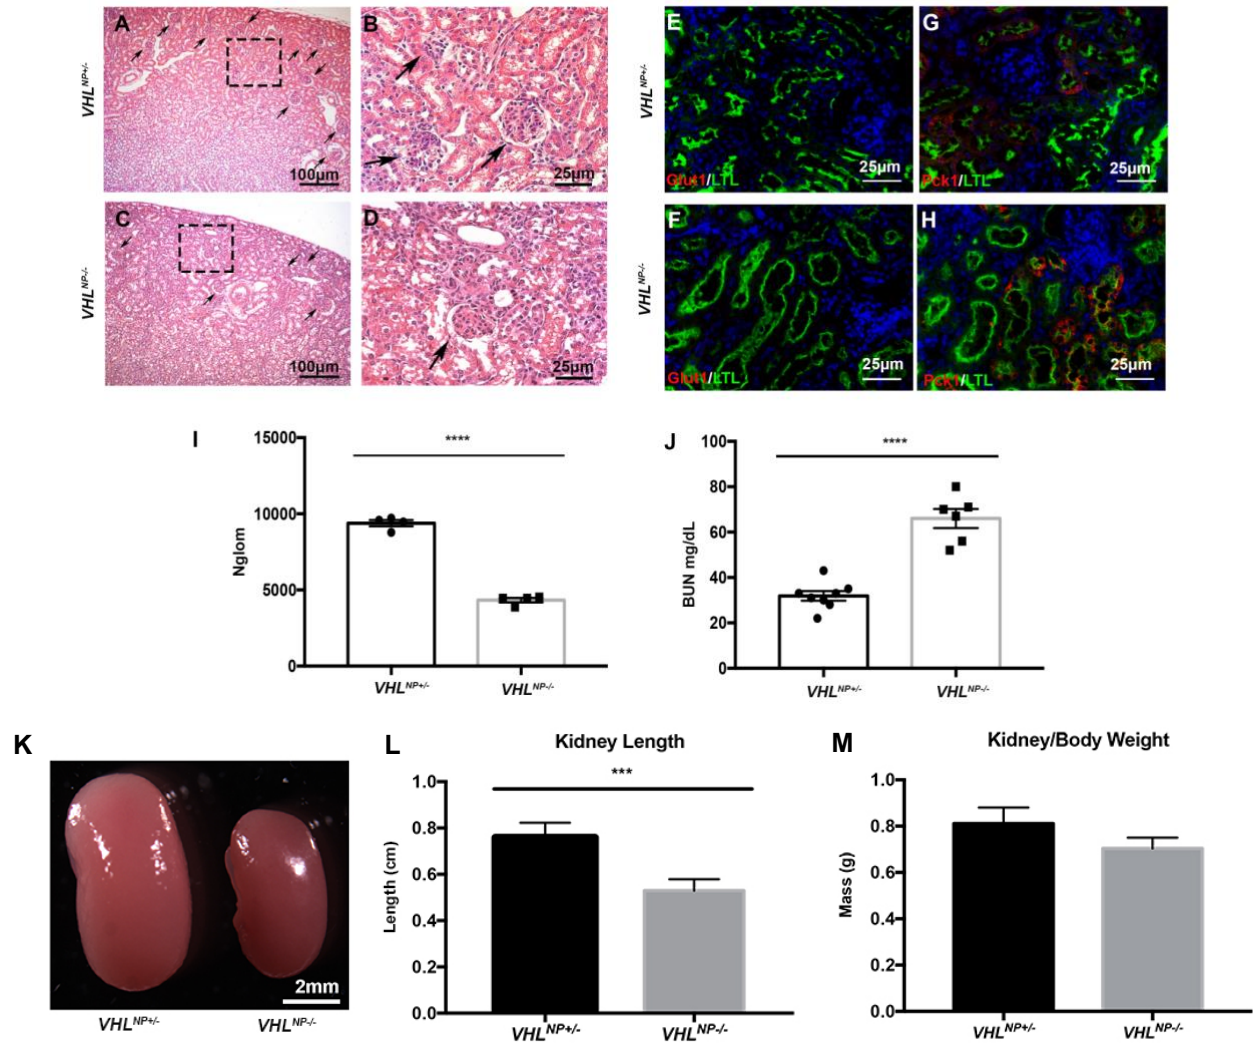 A
B
E
G
VHL^NP+/-
VHL^NP+/-
100µm
25µm
Glut1/LTL
25µm
Pck1/LTL
25µm
C
D
F
H
VHL^NP-/-
VHL^NP-/-
100µm
25µm
Glut1/LTL
25µm
Pck1/LTL
25µm
I
****
Nglom
15000
10000
5000
0
VHL^NP+/-
VHL^NP-/-
J
****
BUN mg/dL
100
80
60
40
20
0
VHL^NP+/-
VHL^NP-/-
K
2mm
VHL^NP+/-
VHL^NP-/-
L
Kidney Length
***
Length (cm)
1.0
0.8
0.6
0.4
0.2
0.0
VHL^NP+/-
VHL^NP-/-
M
Kidney/Body Weight
Mass (g)
1.0
0.8
0.6
0.4
0.2
0.0
VHL^NP+/-
VHL^NP-/-